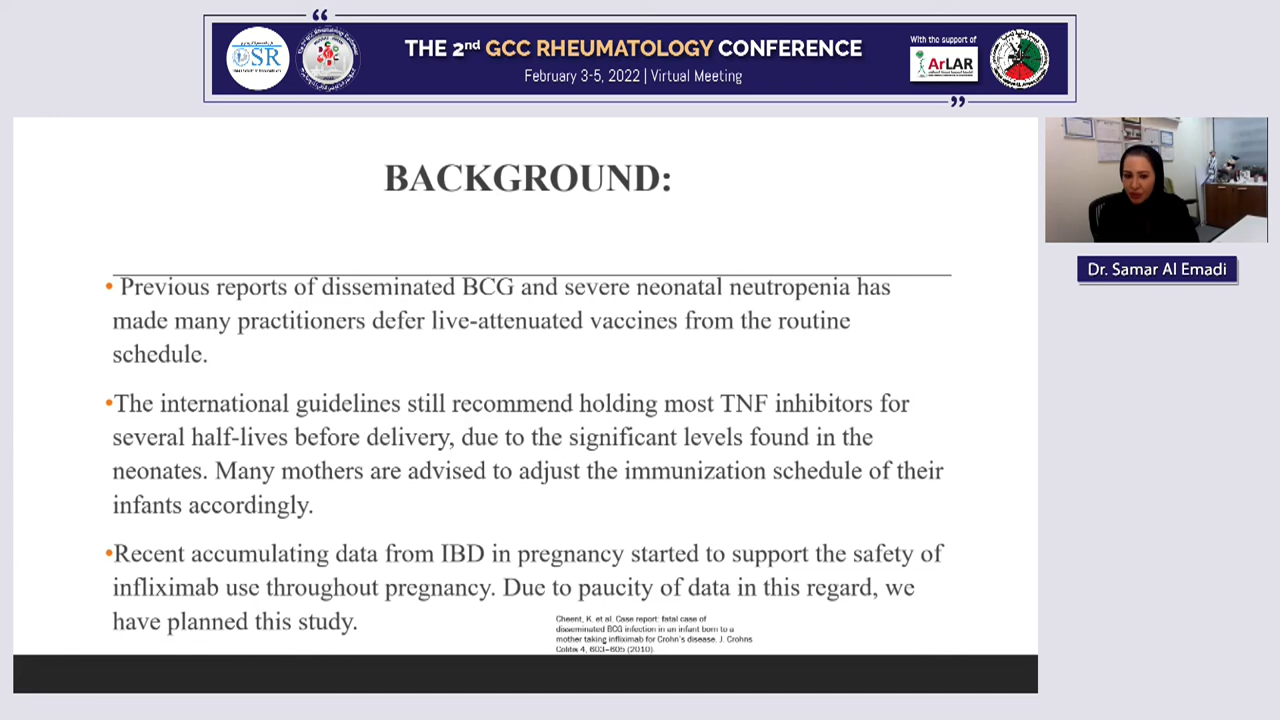 “
THE 2nd GCC RHEUMATOLOGY CONFERENCE
February 3-5, 2022 | Virtual Meeting
With the support of
SR
ArLAR
”
BACKGROUND:
• Previous reports of disseminated BCG and severe neonatal neutropenia has
made many practitioners defer live-attenuated vaccines from the routine
schedule.
•The international guidelines still recommend holding most TNF inhibitors for
several half-lives before delivery, due to the significant levels found in the
neonates. Many mothers are advised to adjust the immunization schedule of their
infants accordingly.
•Recent accumulating data from IBD in pregnancy started to support the safety of
infliximab use throughout pregnancy. Due to paucity of data in this regard, we
have planned this study.
Cheent, K. et al. Case report: fatal case of
disseminated BCG infection in an infant born to a
mother taking infliximab for Crohn's disease. J. Crohns
Colitis 4, 603–605 (2010).
Dr. Samar Al Emadi